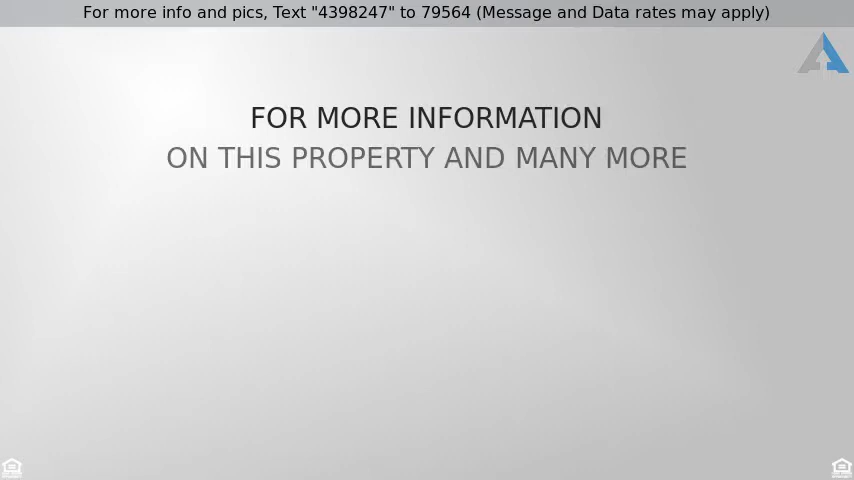 For more info and pics, Text "4398247" to 79564 (Message and Data rates may apply)
FOR MORE INFORMATION
ON THIS PROPERTY AND MANY MORE